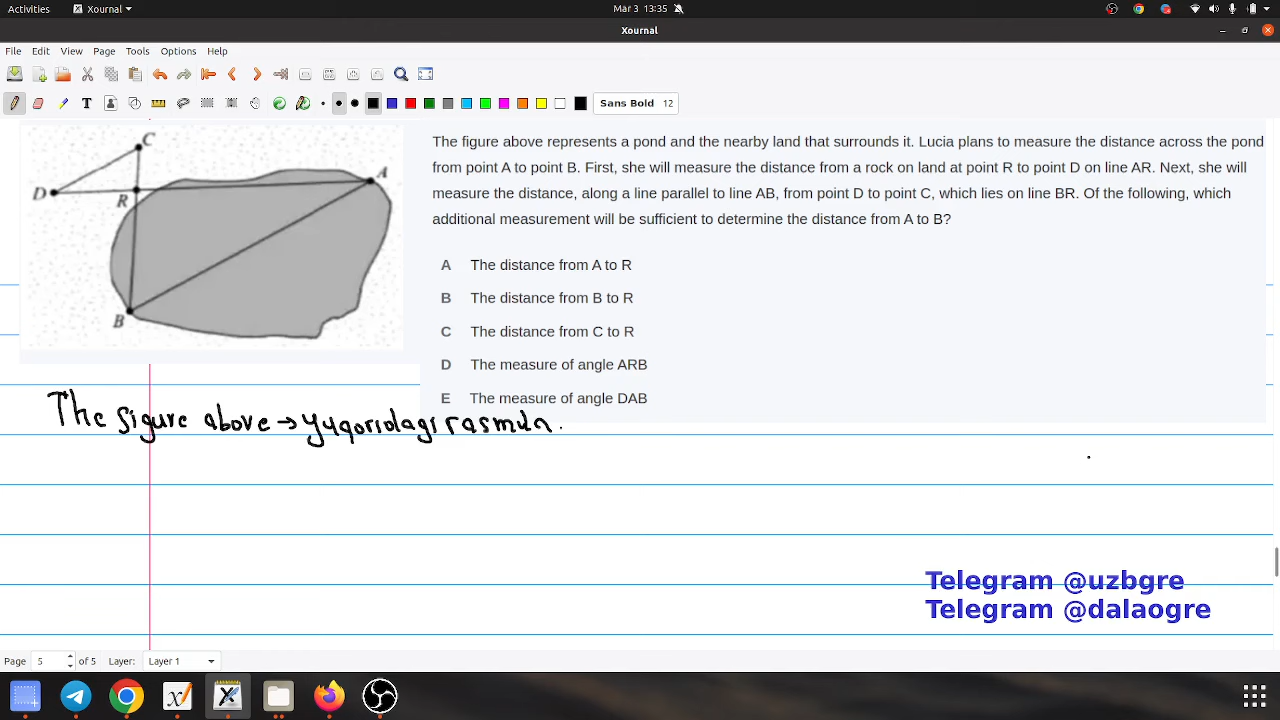 Activities
Xournal
Mar 3 13:35
Xournal
File Edit View Page Tools Options Help
Sans Bold 12
C
D
R
A
B
The figure above represents a pond and the nearby land that surrounds it. Lucia plans to measure the distance across the pond
from point A to point B. First, she will measure the distance from a rock on land at point R to point D on line AR. Next, she will
measure the distance, along a line parallel to line AB, from point D to point C, which lies on line BR. Of the following, which
additional measurement will be sufficient to determine the distance from A to B?
A The distance from A to R
B The distance from B to R
C The distance from C to R
D The measure of angle ARB
E The measure of angle DAB
The figure above → yuqoridagi rasmda.
Telegram @uzbgre
Telegram @dalaogre
Page 5 of 5 Layer: Layer 1